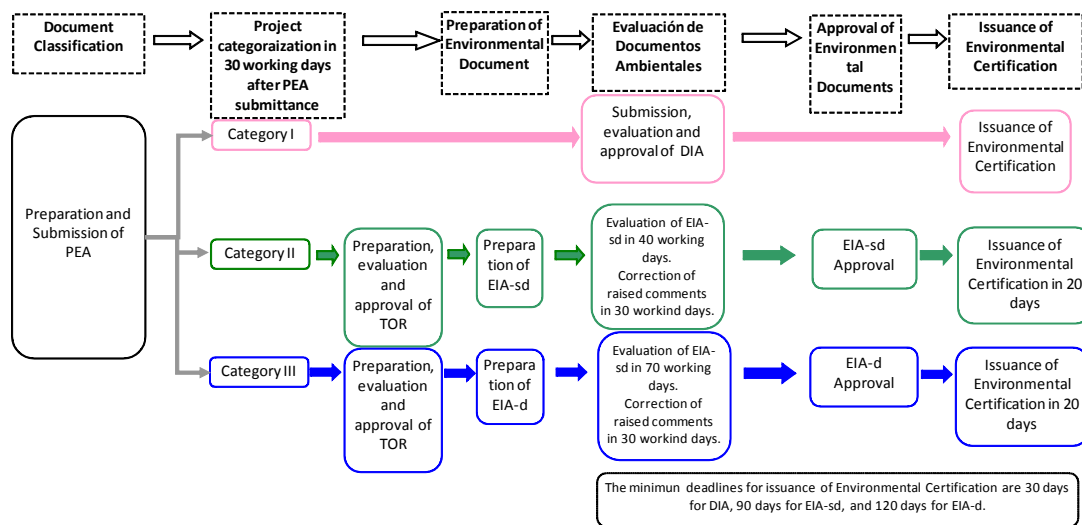 Document
Classification
Project
categoraization in
30 working days
after PEA
submittance
Preparation of
Environmental
Document
Evaluación de
Documentos
Ambientales
Approval of
Environmen
tal
Documents
Issuance of
Environmental
Certification
Preparation and
Submission of
PEA
Category I
Submission,
evaluation and
approval of DIA
Issuance of
Environmental
Certification
Category II
Preparation,
evaluation
and
approval of
TOR
Prepara
tion of
EIA-sd
Evaluation of EIA-
sd in 40 working
days.
Correction of
raised comments
in 30 workind days.
EIA-sd
Approval
Issuance of
Environmental
Certification in 20
days
Category III
Preparation,
evaluation
and
approval of
TOR
Prepara
tion of
EIA-d
Evaluation of EIA-
sd in 70 working
days.
Correction of
raised comments
in 30 workind days.
EIA-d
Approval
Issuance of
Environmental
Certification in 20
days
The minimun deadlines for issuance of Environmental Certification are 30 days
for DIA, 90 days for EIA-sd, and 120 days for EIA-d.